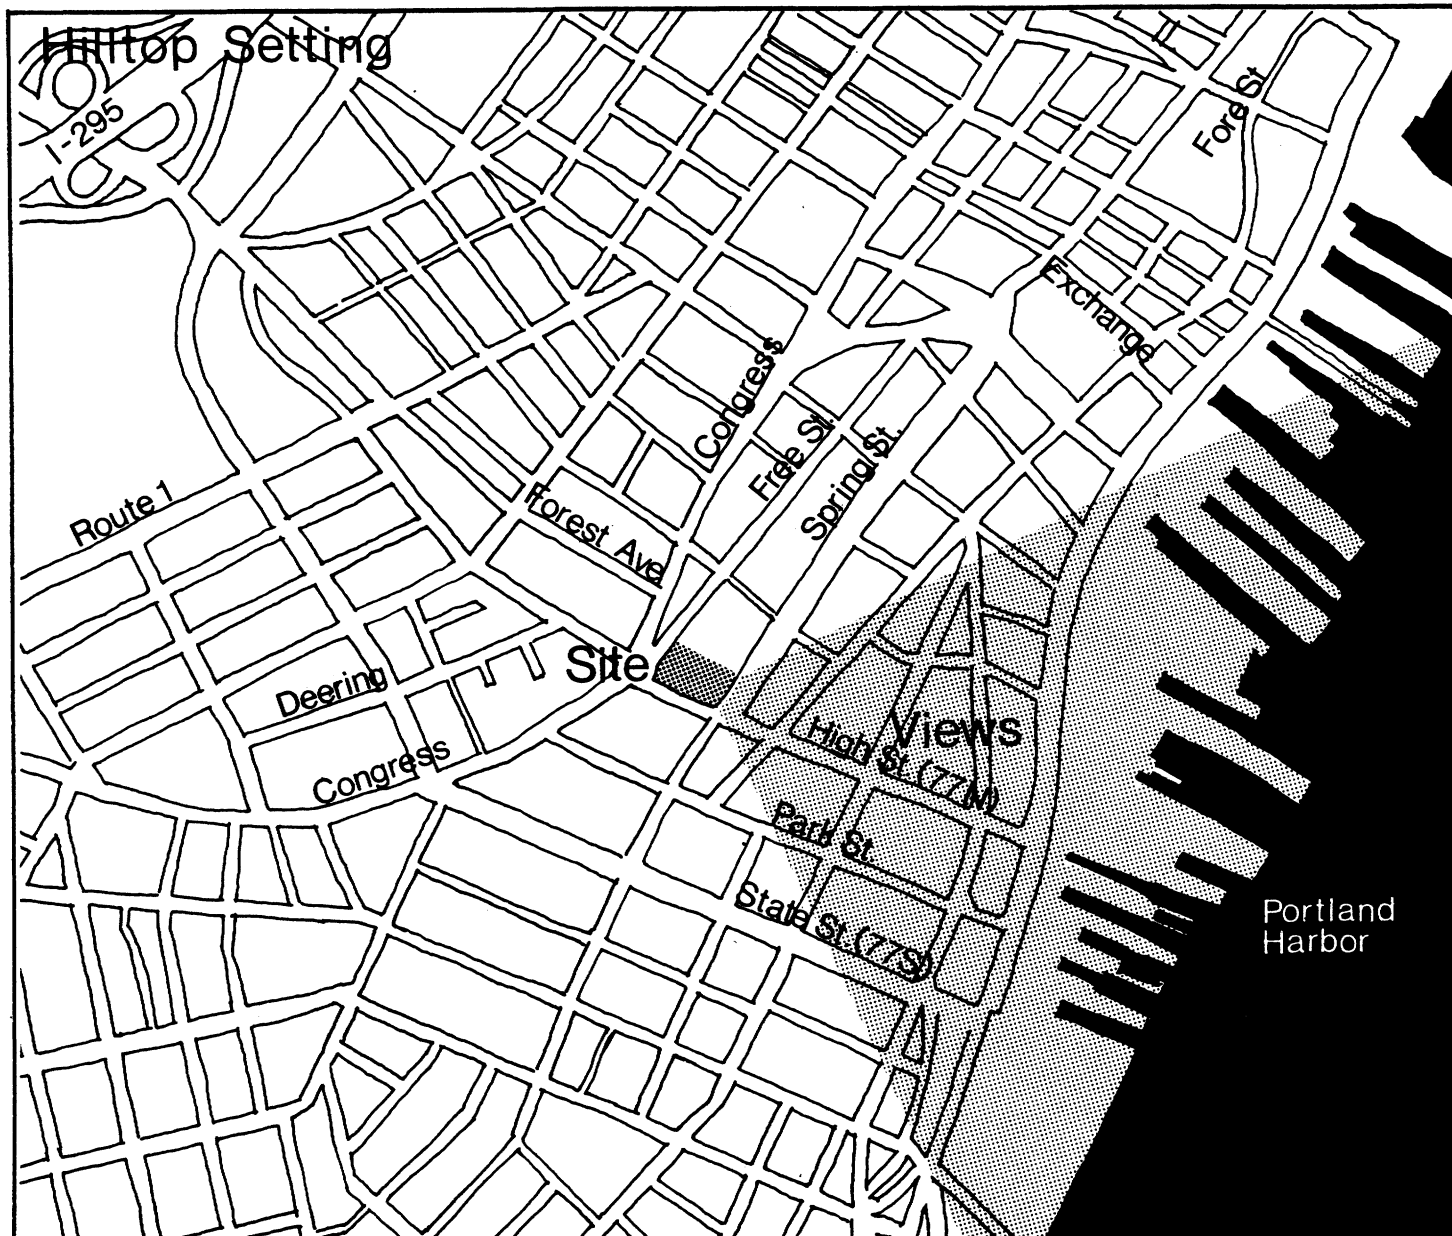 Hilltop Setting
I-295
Fore St.
Exchange
Congress
Free St.
Spring St.
Route 1
Forest Ave
Site
Deering
Congress
Views
High St. (77N)
Park St.
State St. (77S)
Portland
Harbor